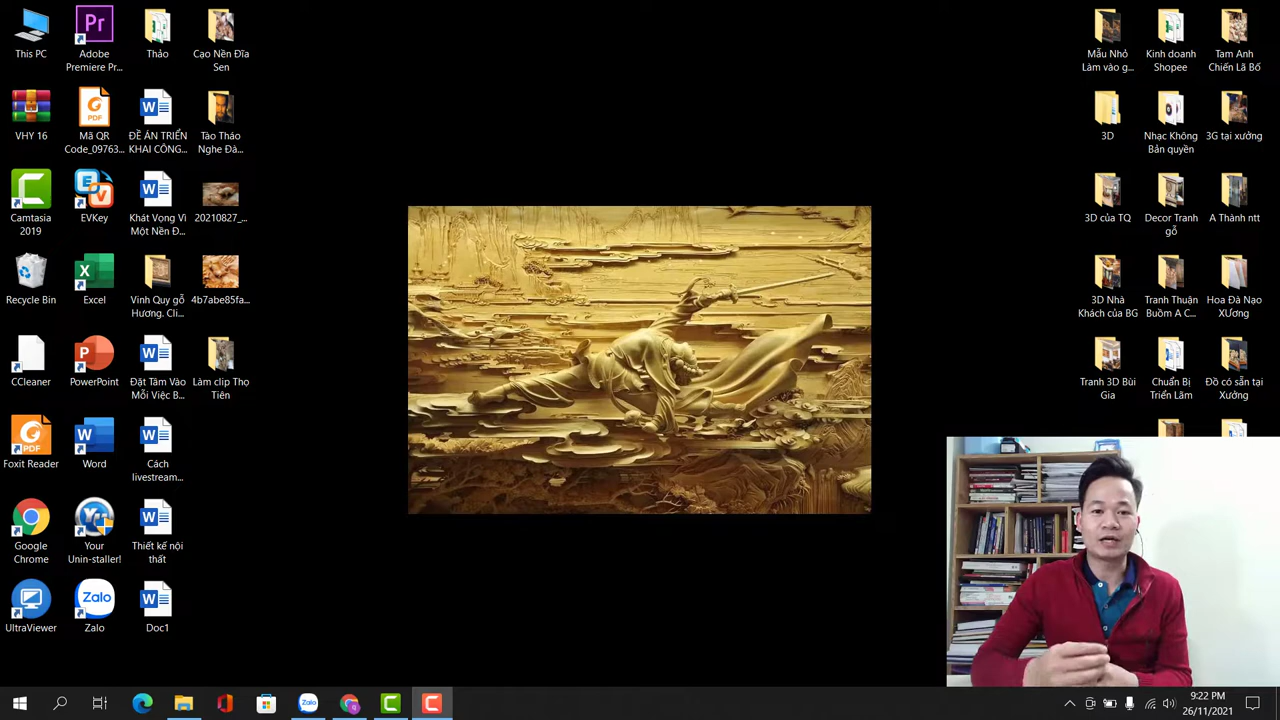 This PC
Adobe
Premiere Pr...
Thảo
Cạo Nền Đĩa
Sen
VHY 16
Mã QR
Code_09763...
ĐỀ ÁN TRIỂN
KHAI CÔNG...
Tào Tháo
Nghe Đà...
Camtasia
2019
EVKey
Khát Vọng Vì
Một Nền Đ...
20210827_...
Recycle Bin
Excel
Vinh Quy gỗ
Hương. Cli...
4b7abe85fa...
CCleaner
PowerPoint
Đặt Tâm Vào
Mỗi Việc B...
Làm clip Thọ
Tiên
Foxit Reader
Word
Cách
livestream...
Google
Chrome
Your
Unin-staller!
Thiết kế nội
thất
UltraViewer
Zalo
Doc1
Mẫu Nhỏ
Làm vào g...
Kinh doanh
Shopee
Tam Anh
Chiến Lã Bố
3D
Nhạc Không
Bản quyền
3G tại xưởng
3D của TQ
Decor Tranh
gỗ
A Thành ntt
3D Nhà
Khách của BG
Tranh Thuận
Buồm A C...
Hoa Đà Nạo
XƯơng
Tranh 3D Bùi
Gia
Chuẩn Bị
Triển Lãm
Đồ có sẵn tại
Xưởng
9:22 PM
26/11/2021